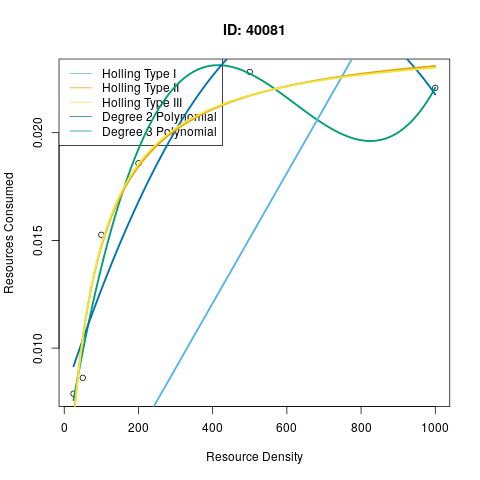 ID: 40081
Holling Type I
Holling Type II
Holling Type III
Degree 2 Polynomial
Degree 3 Polynomial
0.020
0.015
0.010
Resources Consumed
0 200 400 600 800 1000
Resource Density